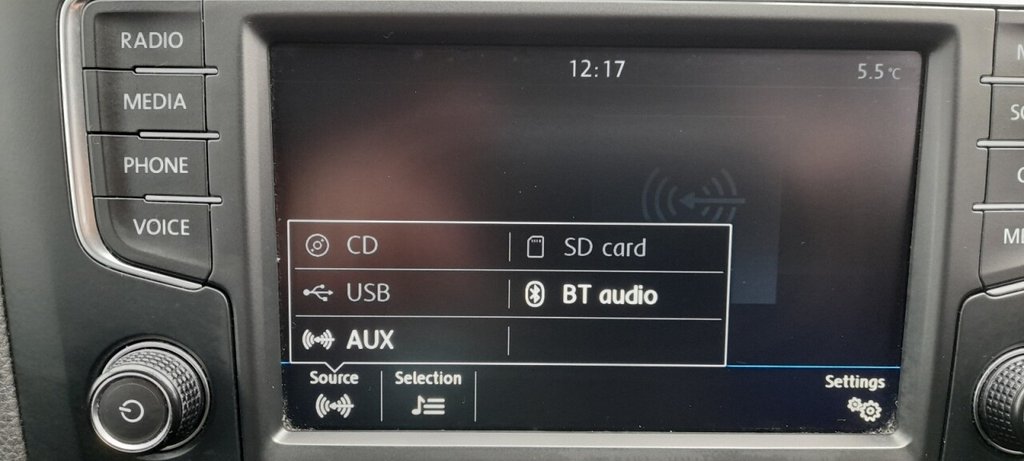 RADIO
MEDIA
PHONE
VOICE
12:17
5.5°C
CD
SD card
USB
BT audio
AUX
Source
Selection
Settings